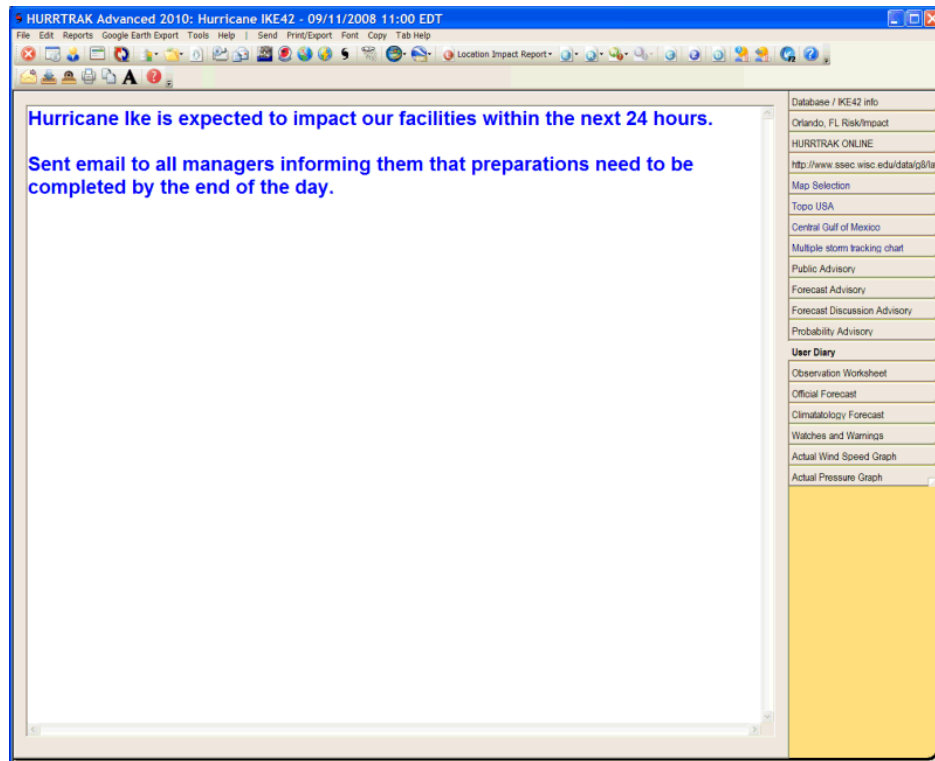 HURRTRAK Advanced 2010: Hurricane IKE42 - 09/11/2008 11:00 EDT
File Edit Reports Google Earth Export Tools Help | Send Print/Export Font Copy Tab Help
Location Impact Report
Hurricane Ike is expected to impact our facilities within the next 24 hours.
Sent email to all managers informing them that preparations need to be
completed by the end of the day.
Database / IKE42 info
Orlando, FL Risk/Impact
HURRTRAK ONLINE
http://www.ssec.wisc.edu/data/g8/la
Map Selection
Topo USA
Central Gulf of Mexico
Multiple storm tracking chart
Public Advisory
Forecast Advisory
Forecast Discussion Advisory
Probability Advisory
User Diary
Observation Worksheet
Official Forecast
Climatatology Forecast
Watches and Warnings
Actual Wind Speed Graph
Actual Pressure Graph